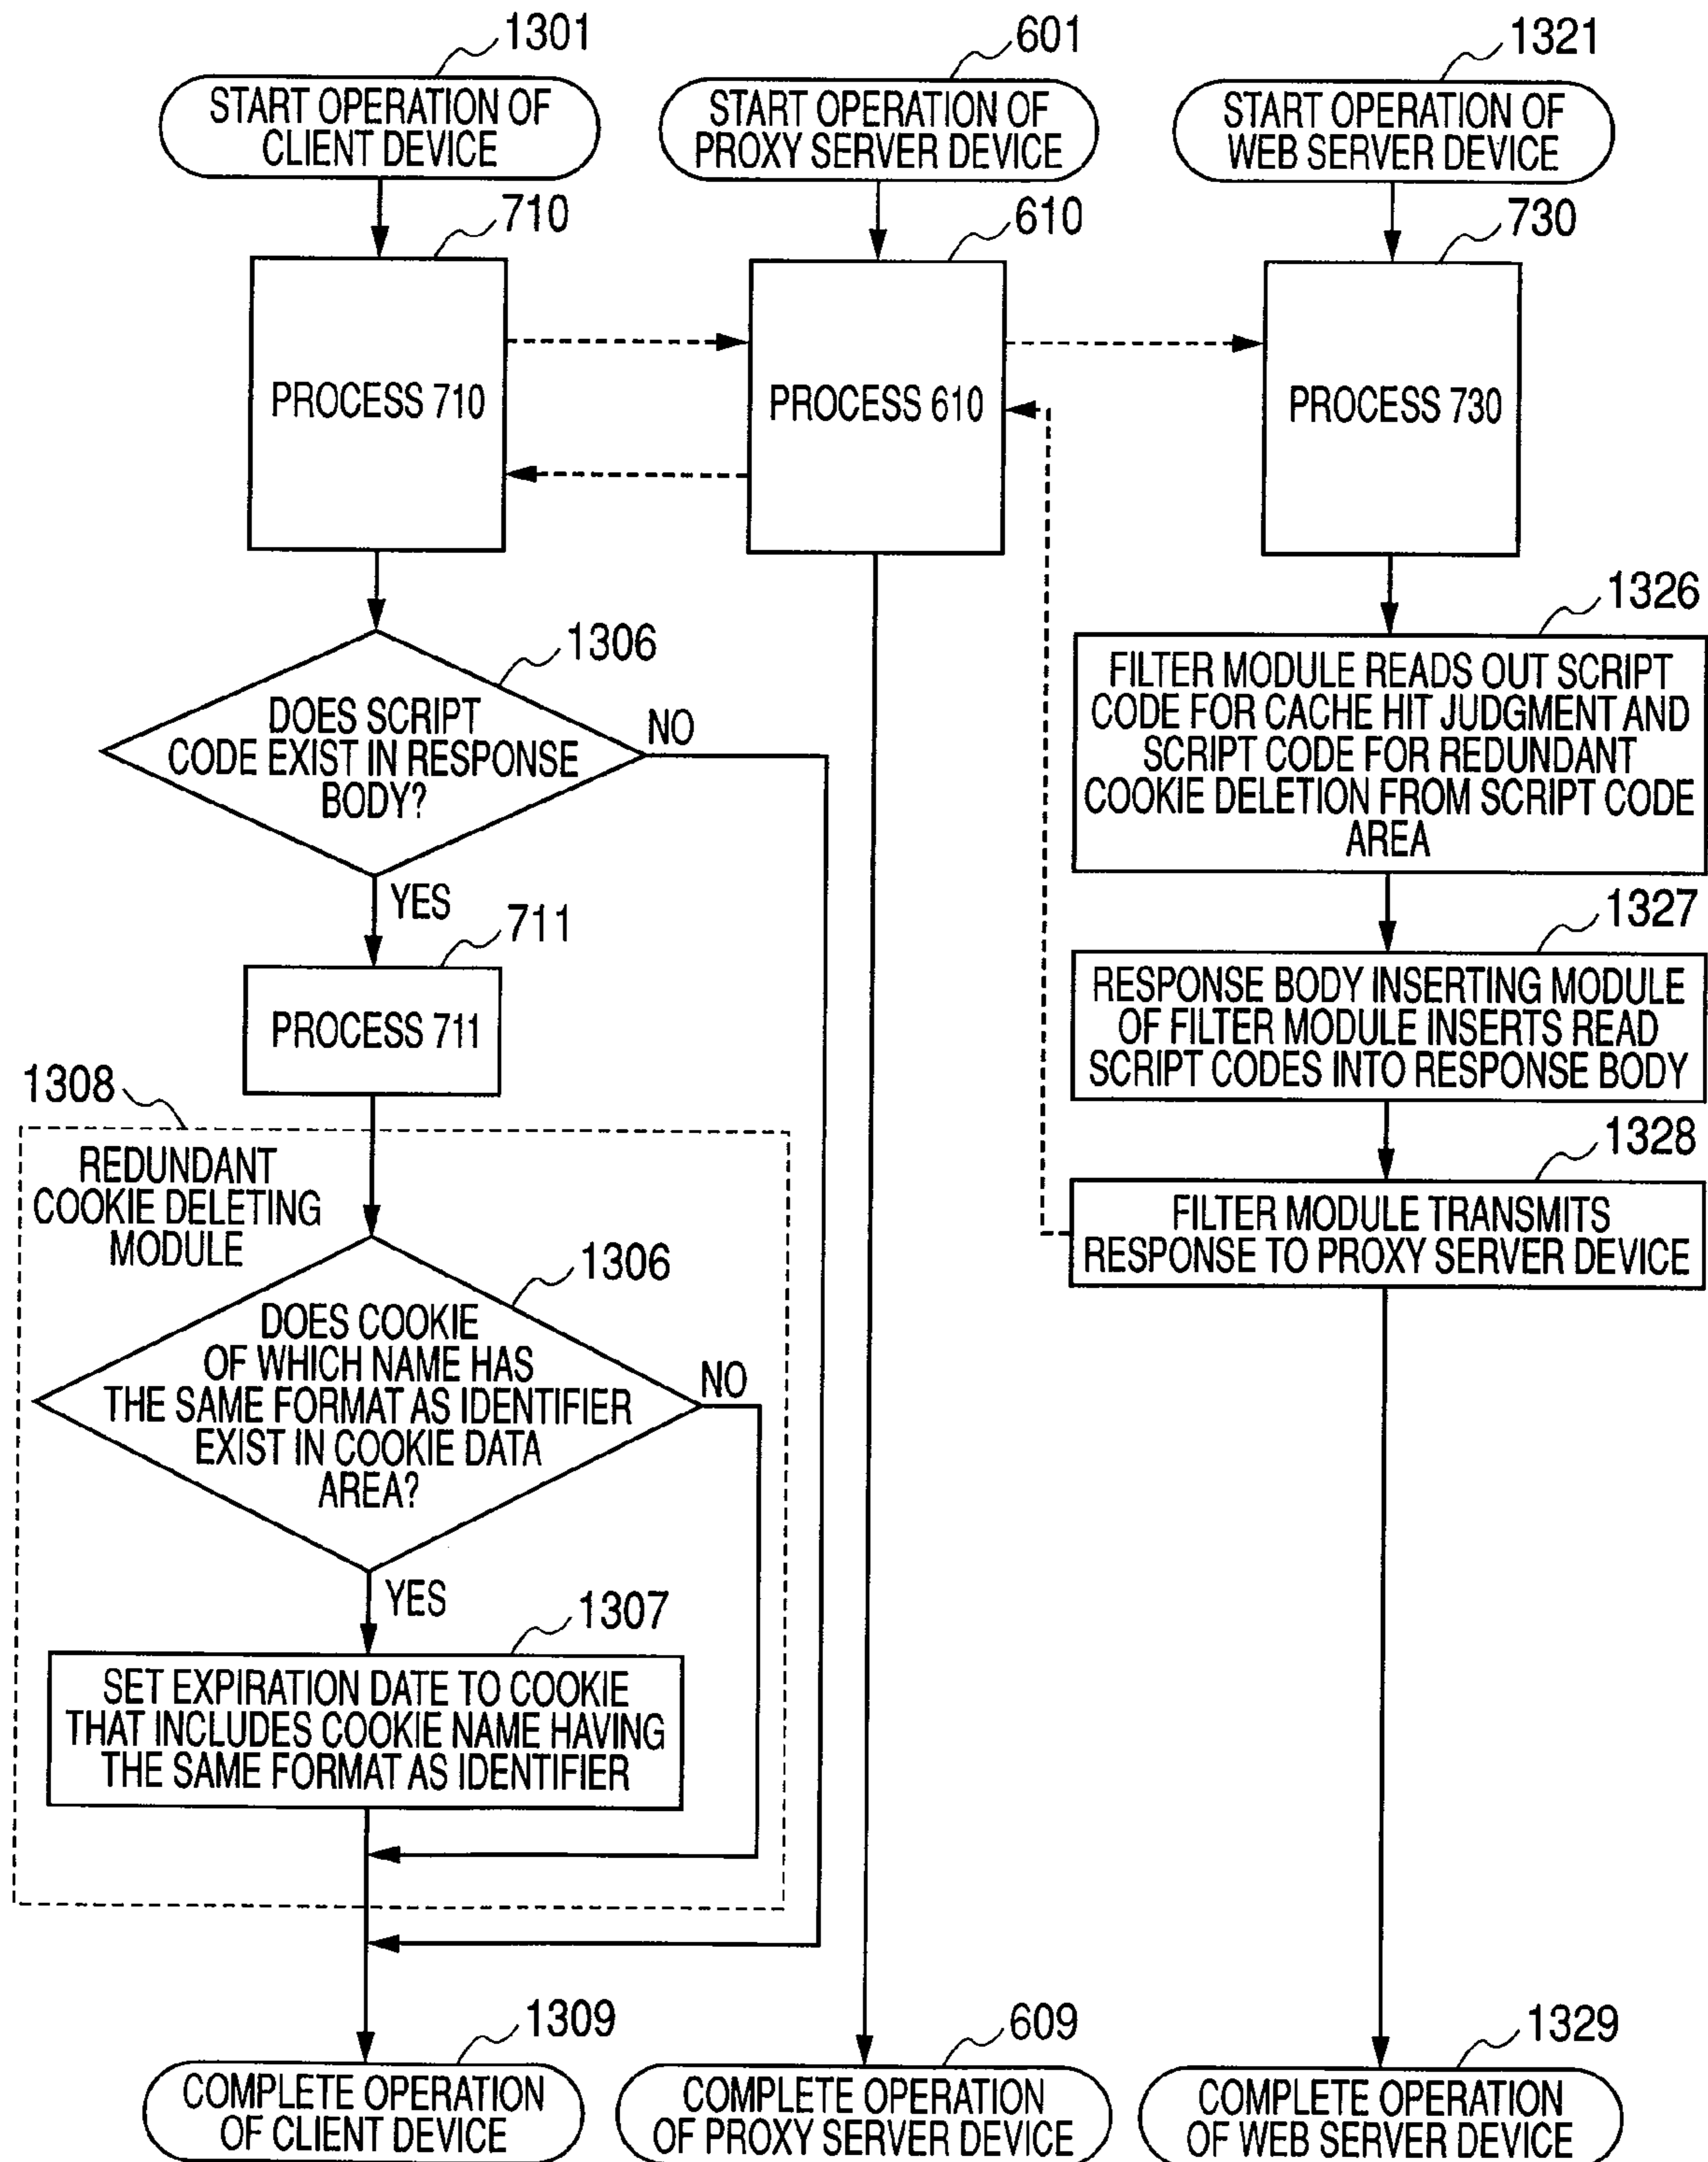 1301
START OPERATION OF
CLIENT DEVICE
601
START OPERATION OF
PROXY SERVER DEVICE
1321
START OPERATION OF
WEB SERVER DEVICE
710
PROCESS 710
610
PROCESS 610
730
PROCESS 730
1306
DOES SCRIPT
CODE EXIST IN RESPONSE
BODY?
NO
YES
711
PROCESS 711
1308
REDUNDANT
COOKIE DELETING
MODULE
1306
DOES COOKIE
OF WHICH NAME HAS
THE SAME FORMAT AS IDENTIFIER
EXIST IN COOKIE DATA
AREA?
NO
YES
1307
SET EXPIRATION DATE TO COOKIE
THAT INCLUDES COOKIE NAME HAVING
THE SAME FORMAT AS IDENTIFIER
1326
FILTER MODULE READS OUT SCRIPT
CODE FOR CACHE HIT JUDGMENT AND
SCRIPT CODE FOR REDUNDANT
COOKIE DELETION FROM SCRIPT CODE
AREA
1327
RESPONSE BODY INSERTING MODULE
OF FILTER MODULE INSERTS READ
SCRIPT CODES INTO RESPONSE BODY
1328
FILTER MODULE TRANSMITS
RESPONSE TO PROXY SERVER DEVICE
1309
COMPLETE OPERATION
OF CLIENT DEVICE
609
COMPLETE OPERATION
OF PROXY SERVER DEVICE
1329
COMPLETE OPERATION
OF WEB SERVER DEVICE